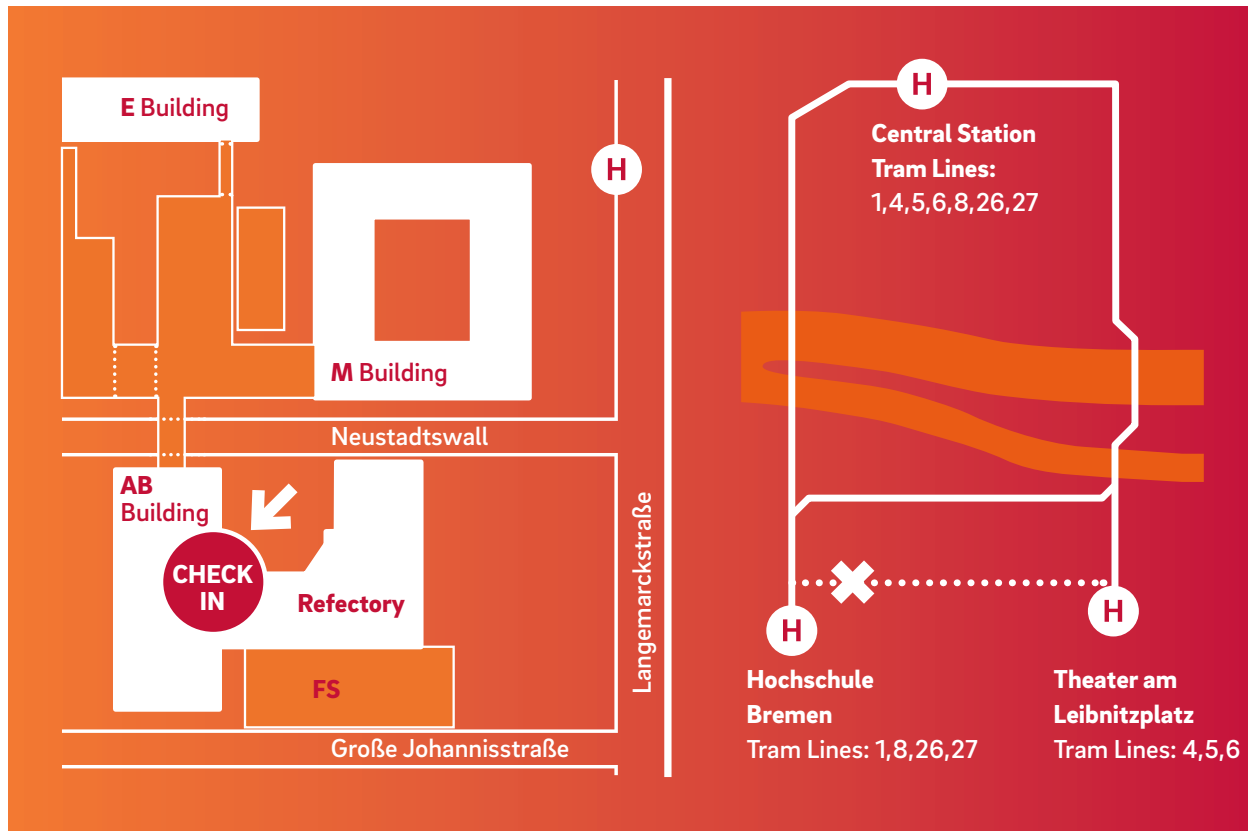 E Building
H
M Building
Neustadtswall
AB
Building
CHECK
IN
Refectory
FS
Langemarckstraße
Große Johannisstraße
H
Central Station
Tram Lines:
1,4,5,6,8,26,27
H
Hochschule
Bremen
Tram Lines: 1,8,26,27
H
Theater am
Leibnitzplatz
Tram Lines: 4,5,6